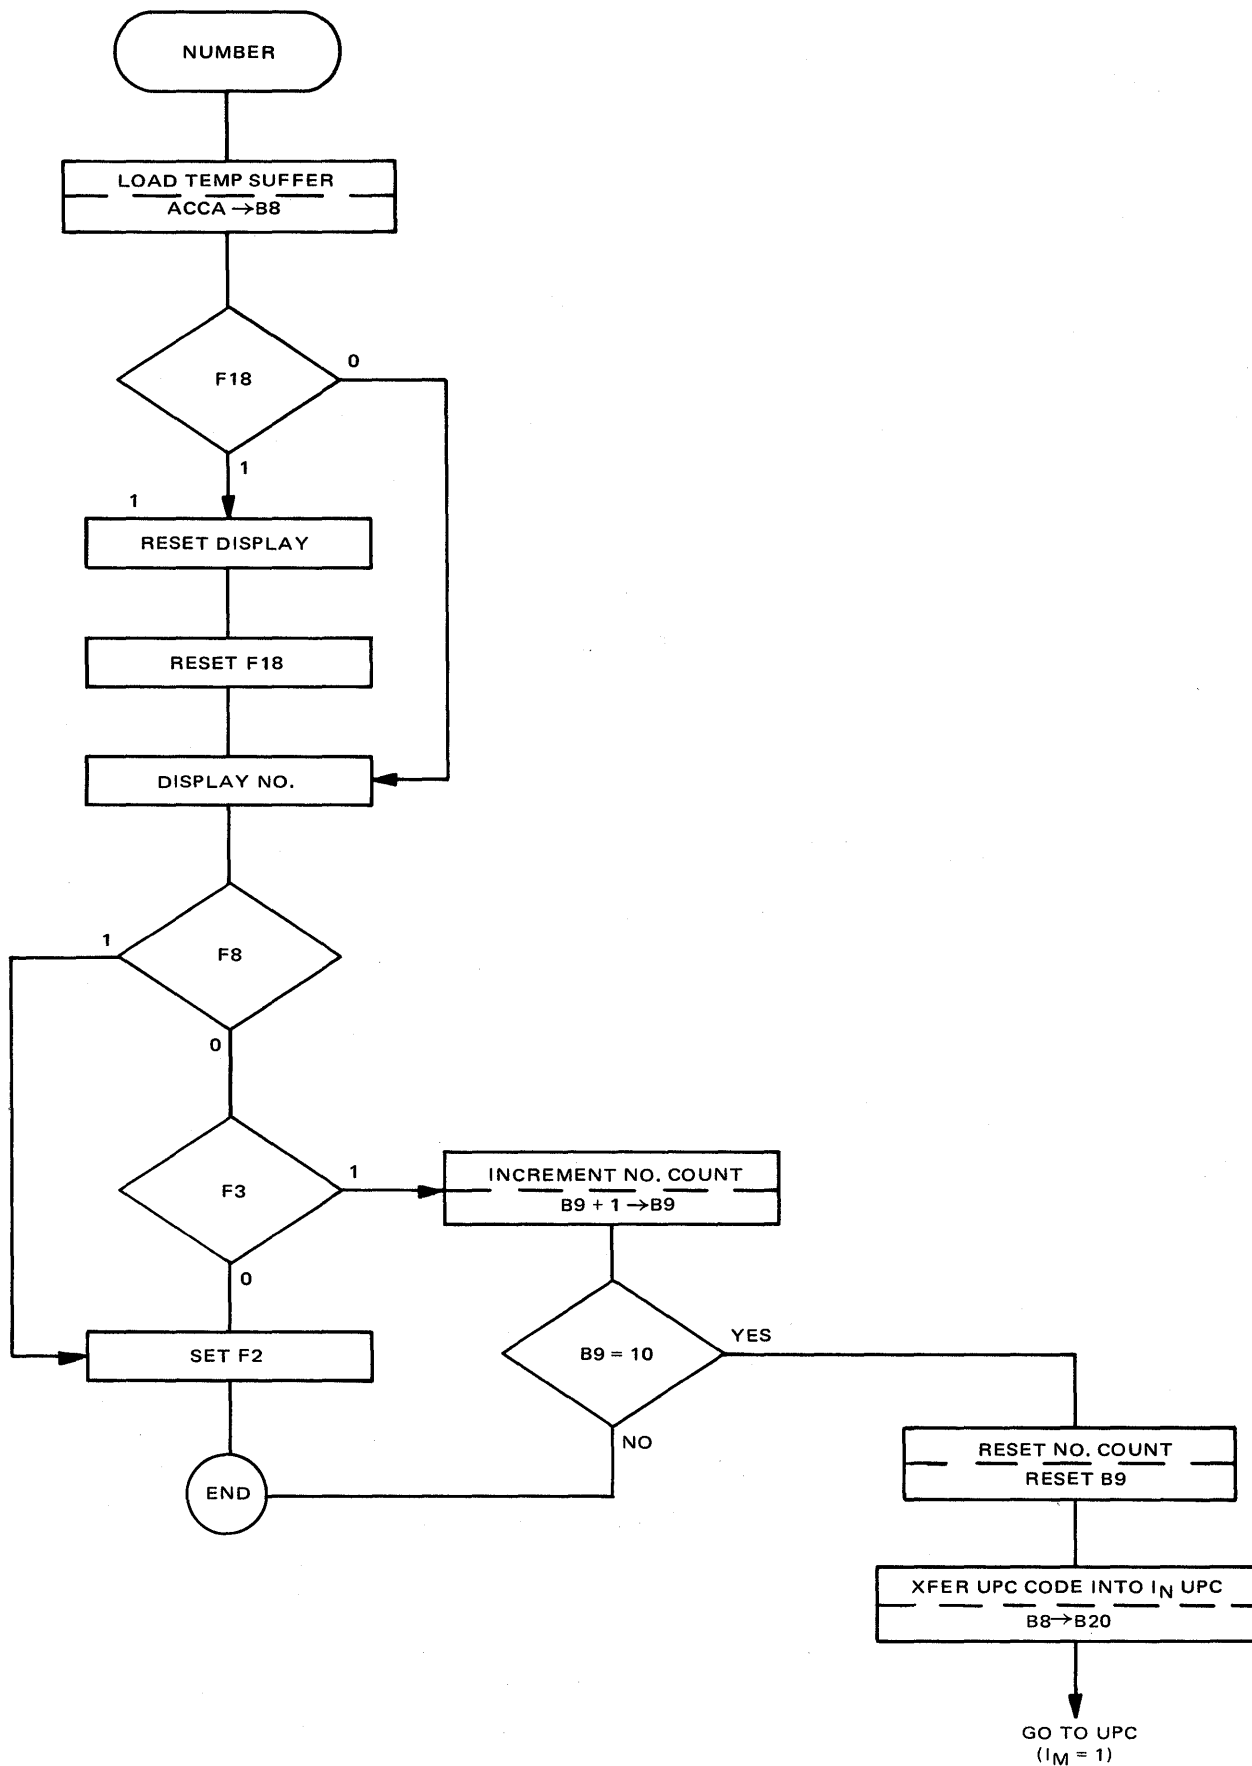 NUMBER
LOAD TEMP SUFFER
ACCA →B8
F18
0
1
1
RESET DISPLAY
RESET F18
DISPLAY NO.
F8
1
0
F3
1
0
INCREMENT NO. COUNT
B9 + 1 →B9
SET F2
B9 = 10
YES
NO
END
RESET NO. COUNT
RESET B9
XFER UPC CODE INTO IN UPC
B8→B20
GO TO UPC
(IM = 1)